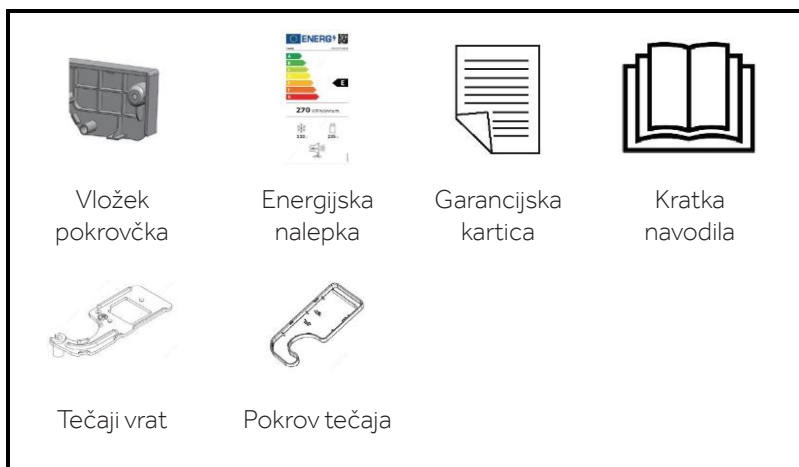 ENERG
E
270
Vložek
pokrovčka
Energijska
nalepka
Garancijska
kartica
Kratka
navodila
Tečaji vrat
Pokrov tečaja